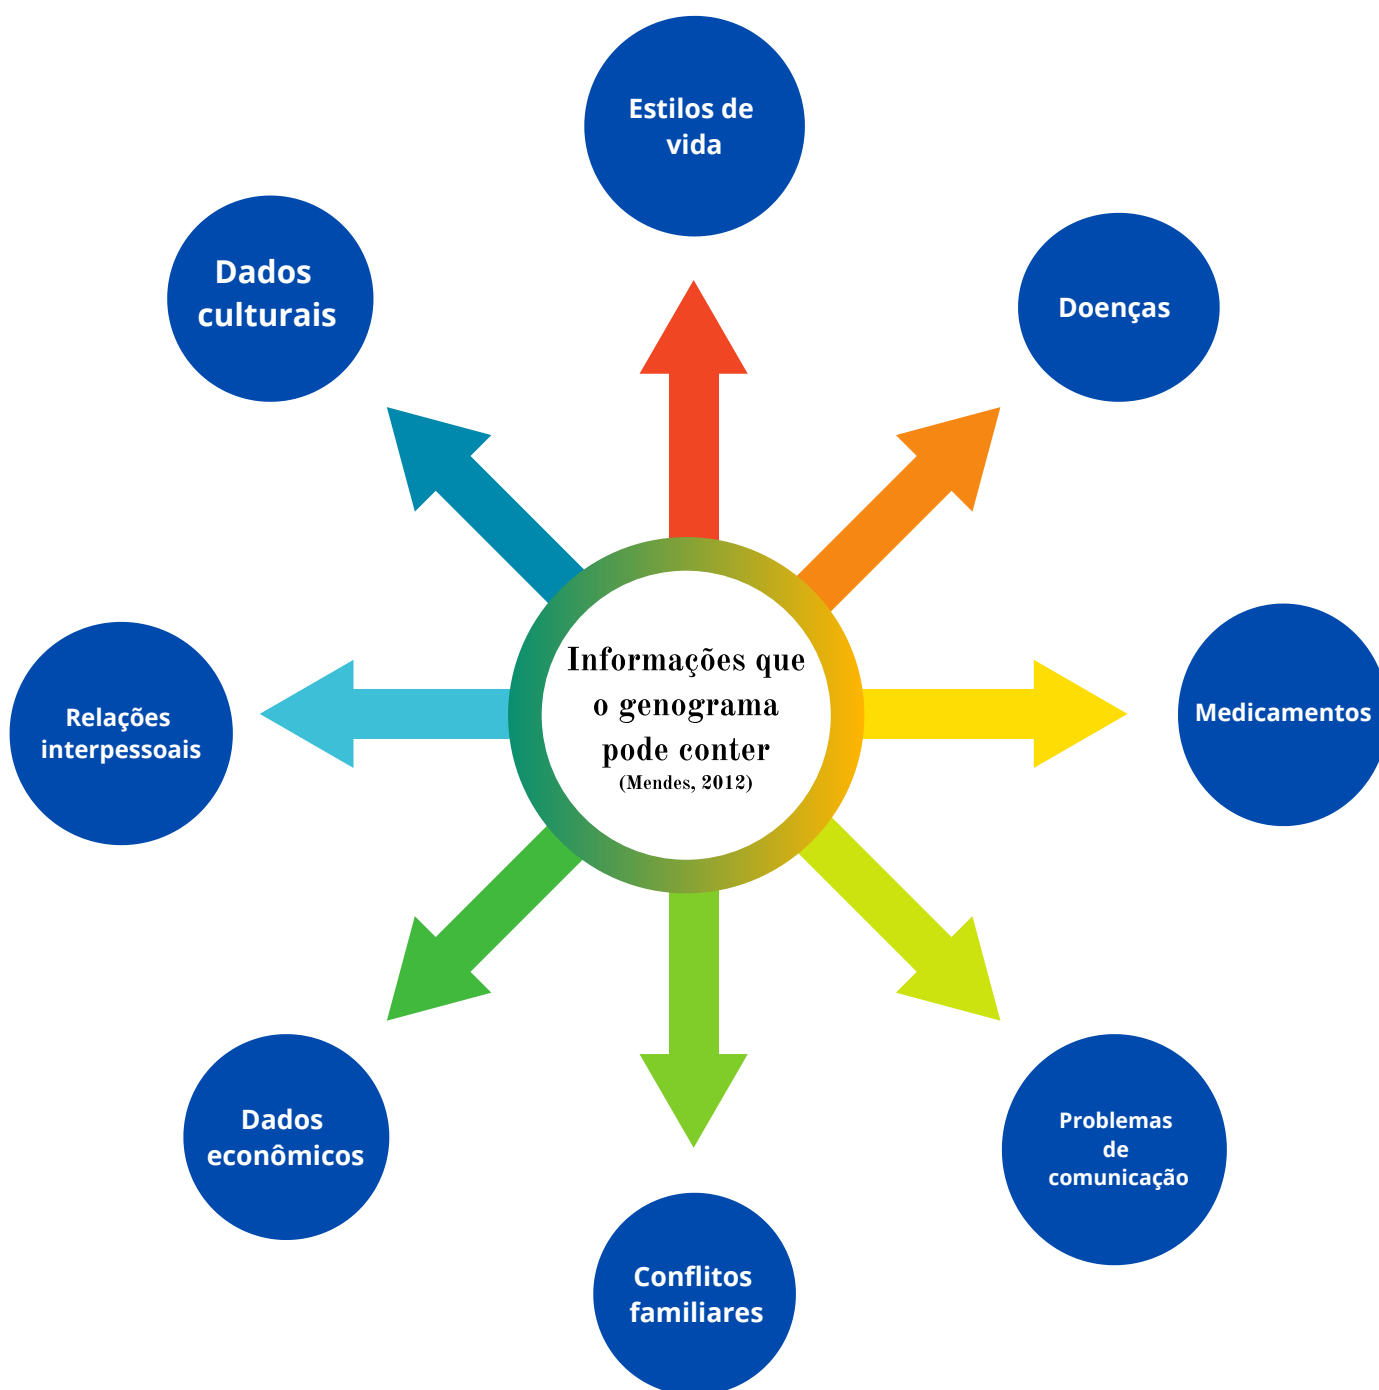 Estilos de
vida
Dados
culturais
Doenças
Informações que
o genograma
pode conter
(Mendes, 2012)
Relações
interpessoais
Medicamentos
Dados
econômicos
Problemas
de
comunicação
Conflitos
familiares